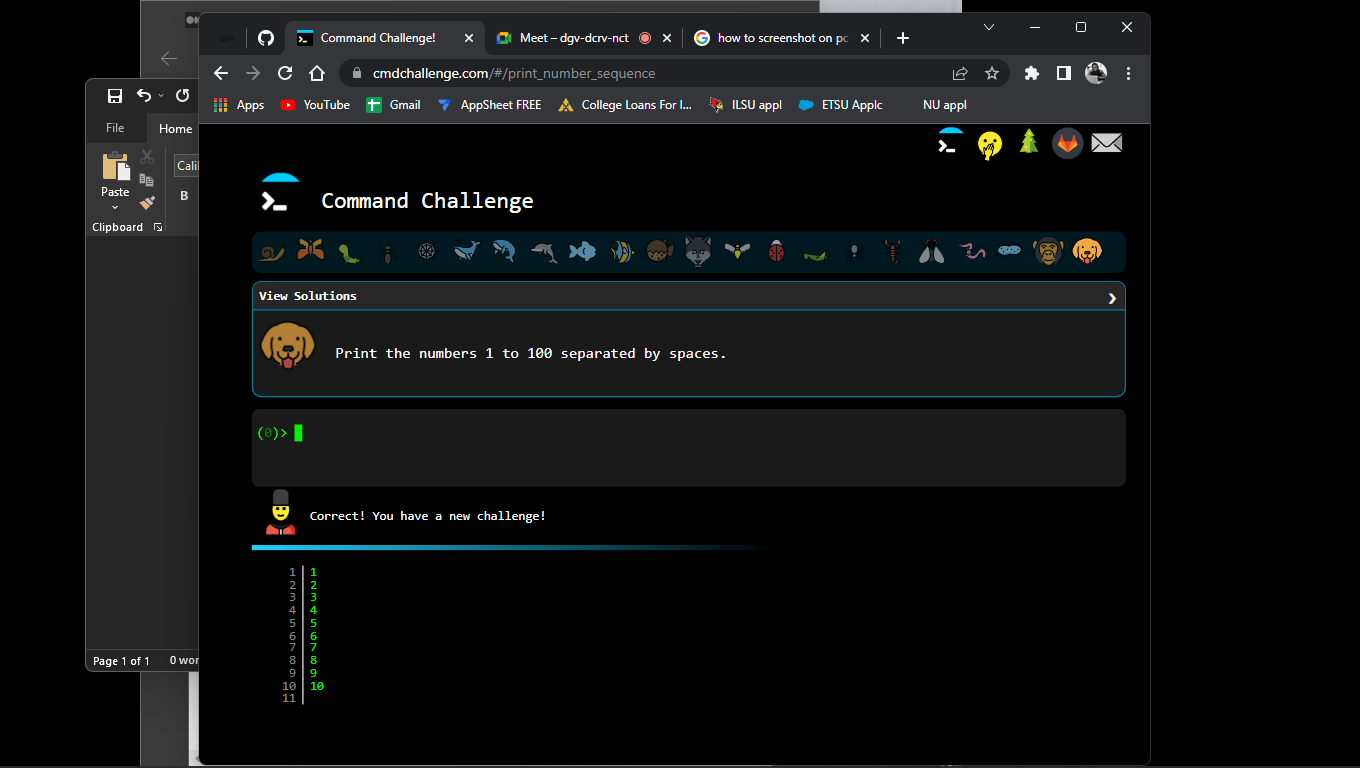 Command Challenge!
Meet – dgv-dcrv-nct
how to screenshot on pc
cmdchallenge.com/#/print_number_sequence
Apps
YouTube
Gmail
AppSheet FREE
College Loans For I...
ILSU appl
ETSU Applc
NU appl
File
Home
Paste
Cali
B
Clipboard
Command Challenge
View Solutions
Print the numbers 1 to 100 separated by spaces.
(0)>
Correct! You have a new challenge!
1 1
2 2
3 3
4 4
5 5
6 6
7 7
8 8
9 9
10 10
11
Page 1 of 1
0 wor